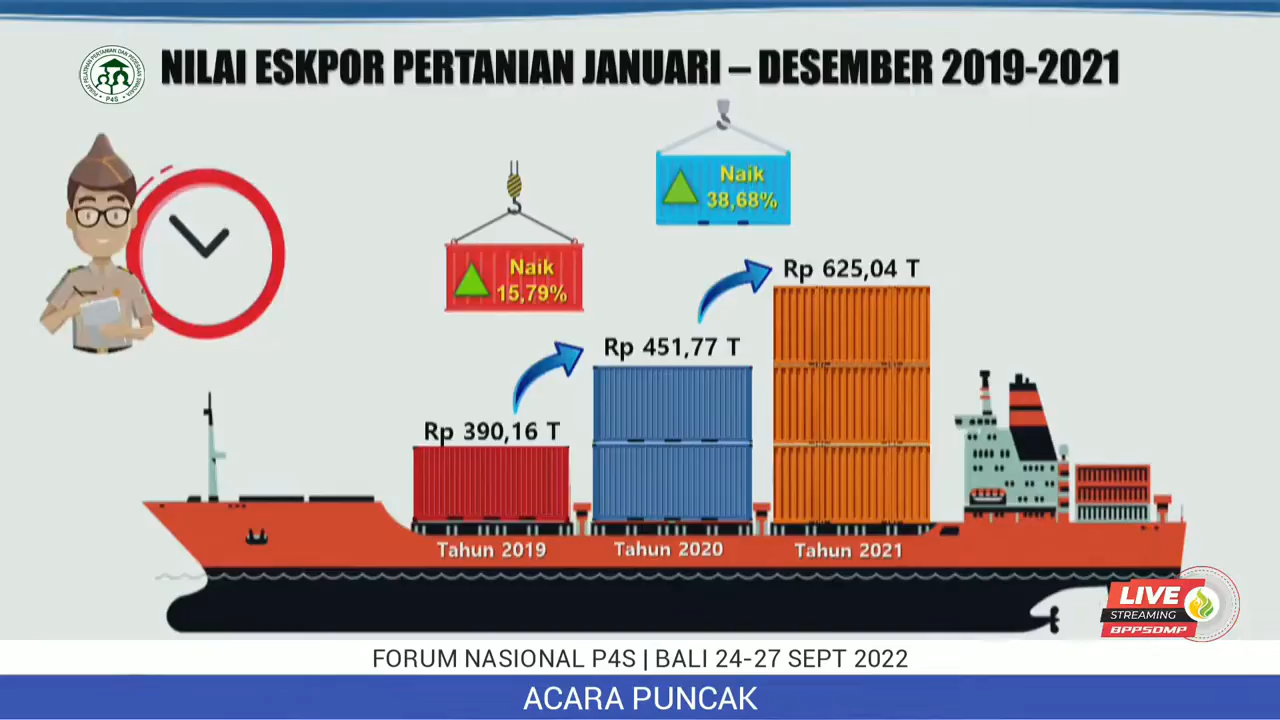 NILAI ESKPOR PERTANIAN JANUARI – DESEMBER 2019-2021
P4S
Naik
38,68%
Naik
15,79%
Rp 625,04 T
Rp 451,77 T
Rp 390,16 T
Tahun 2019
Tahun 2020
Tahun 2021
LIVE
STREAMING
BPPSDMP
FORUM NASIONAL P4S | BALI 24-27 SEPT 2022
ACARA PUNCAK